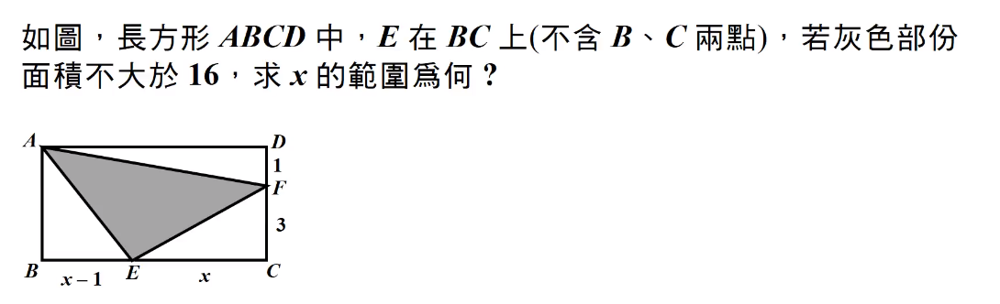 如圖，長方形 ABCD 中，E 在 BC 上(不含 B、C 兩點)，若灰色部份
面積不大於 16，求 x 的範圍為何？
A
D
1
F
3
B
x－1
E
x
C